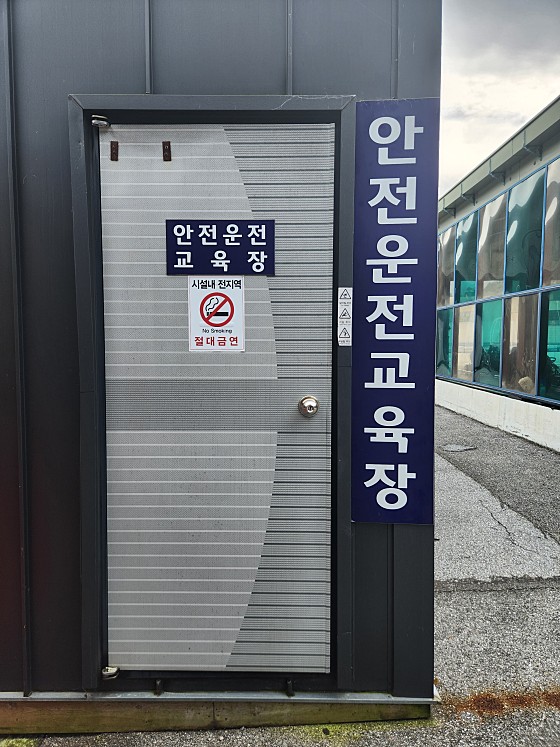 안전운전
교 육 장
시설내 전지역
No Smoking
절대금연
안전운전교육장